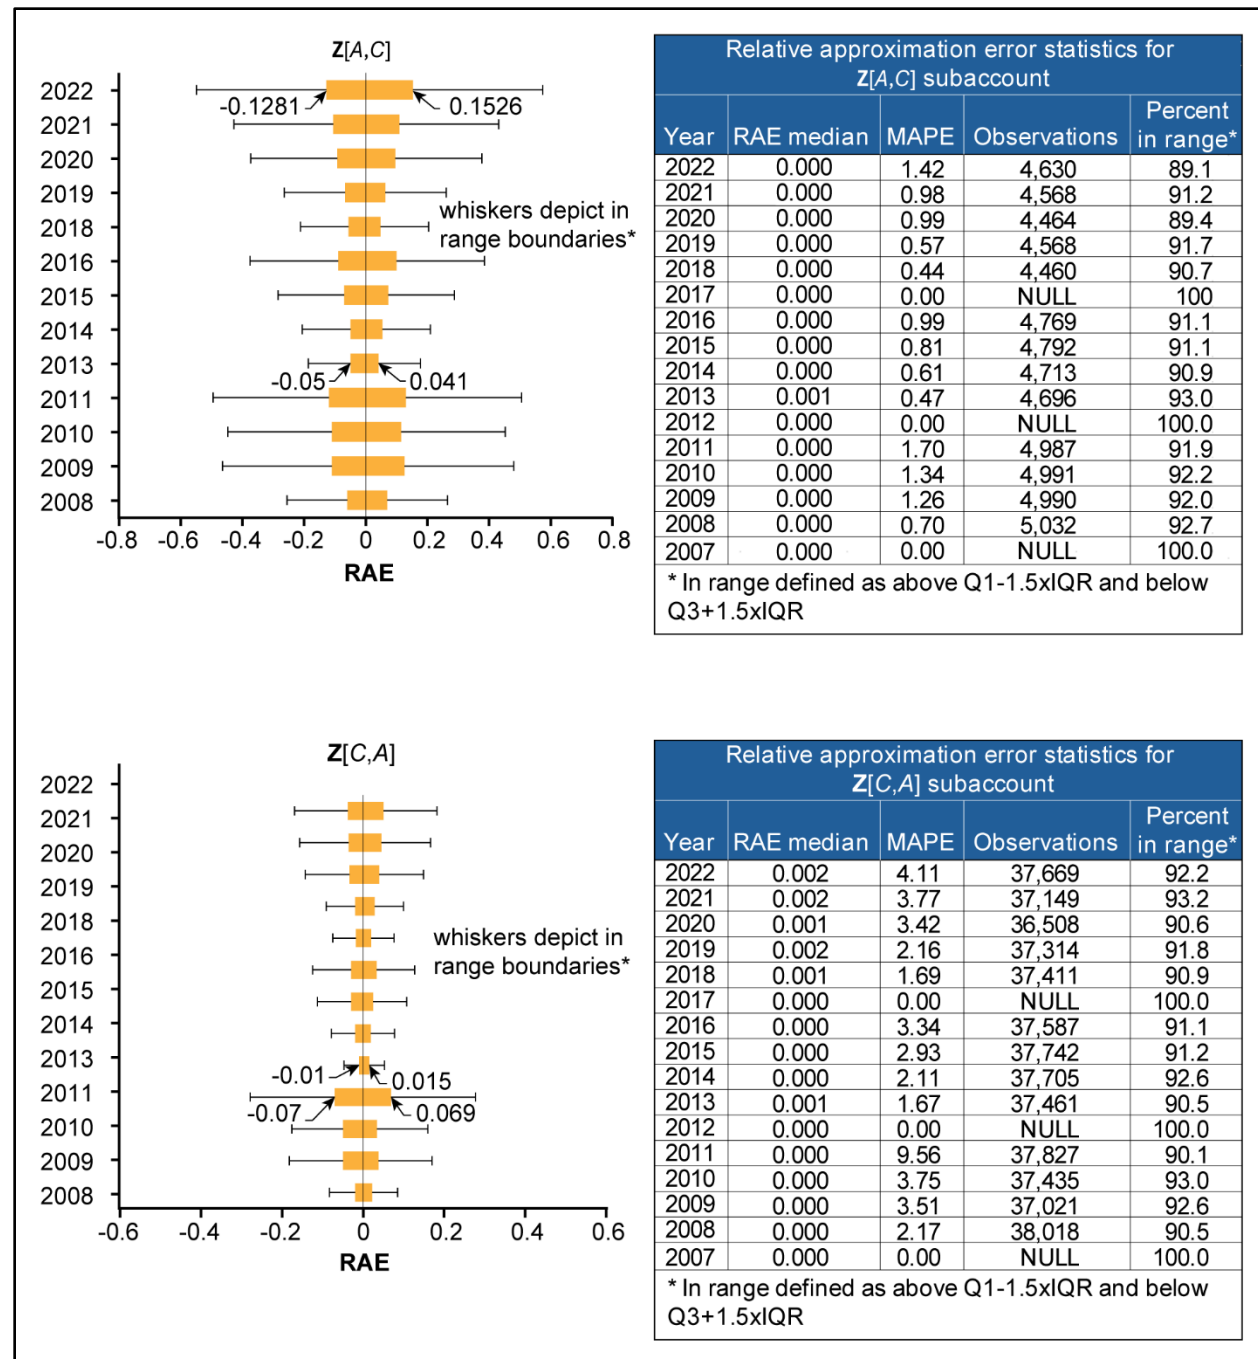 Z[A,C]
2022
-0.1281 0.1526
2021
2020
2019
whiskers depict in
2018
range boundaries*
2016
2015
2014
2013
-0.05 0.041
2011
2010
2009
2008
-0.8 -0.6 -0.4 -0.2 0 0.2 0.4 0.6 0.8
RAE
Relative approximation error statistics for
Z[A,C] subaccount
Year RAE median MAPE Observations Percent in range*
2022 0.000 1.42 4,630 89.1
2021 0.000 0.98 4,568 91.2
2020 0.000 0.99 4,464 89.4
2019 0.000 0.57 4,568 91.7
2018 0.000 0.44 4,460 90.7
2017 0.000 0.00 NULL 100
2016 0.000 0.99 4,769 91.1
2015 0.000 0.81 4,792 91.1
2014 0.000 0.61 4,713 90.9
2013 0.001 0.47 4,696 93.0
2012 0.000 0.00 NULL 100.0
2011 0.000 1.70 4,987 91.9
2010 0.000 1.34 4,991 92.2
2009 0.000 1.26 4,990 92.0
2008 0.000 0.70 5,032 92.7
2007 0.000 0.00 NULL 100.0
* In range defined as above Q1-1.5xIQR and below
Q3+1.5xIQR
Z[C,A]
2022
2021
2020
2019
2018
whiskers depict in
2016
range boundaries*
2015
2014
2013
-0.01 0.015
2011
-0.07 0.069
2010
2009
2008
-0.6 -0.4 -0.2 0 0.2 0.4 0.6
RAE
Relative approximation error statistics for
Z[C,A] subaccount
Year RAE median MAPE Observations Percent in range*
2022 0.002 4.11 37,669 92.2
2021 0.002 3.77 37,149 93.2
2020 0.001 3.42 36,508 90.6
2019 0.002 2.16 37,314 91.8
2018 0.001 1.69 37,411 90.9
2017 0.000 0.00 NULL 100.0
2016 0.000 3.34 37,587 91.1
2015 0.000 2.93 37,742 91.2
2014 0.000 2.11 37,705 92.6
2013 0.001 1.67 37,461 90.5
2012 0.000 0.00 NULL 100.0
2011 0.000 9.56 37,827 90.1
2010 0.000 3.75 37,435 93.0
2009 0.000 3.51 37,021 92.6
2008 0.000 2.17 38,018 90.5
2007 0.000 0.00 NULL 100.0
* In range defined as above Q1-1.5xIQR and below
Q3+1.5xIQR